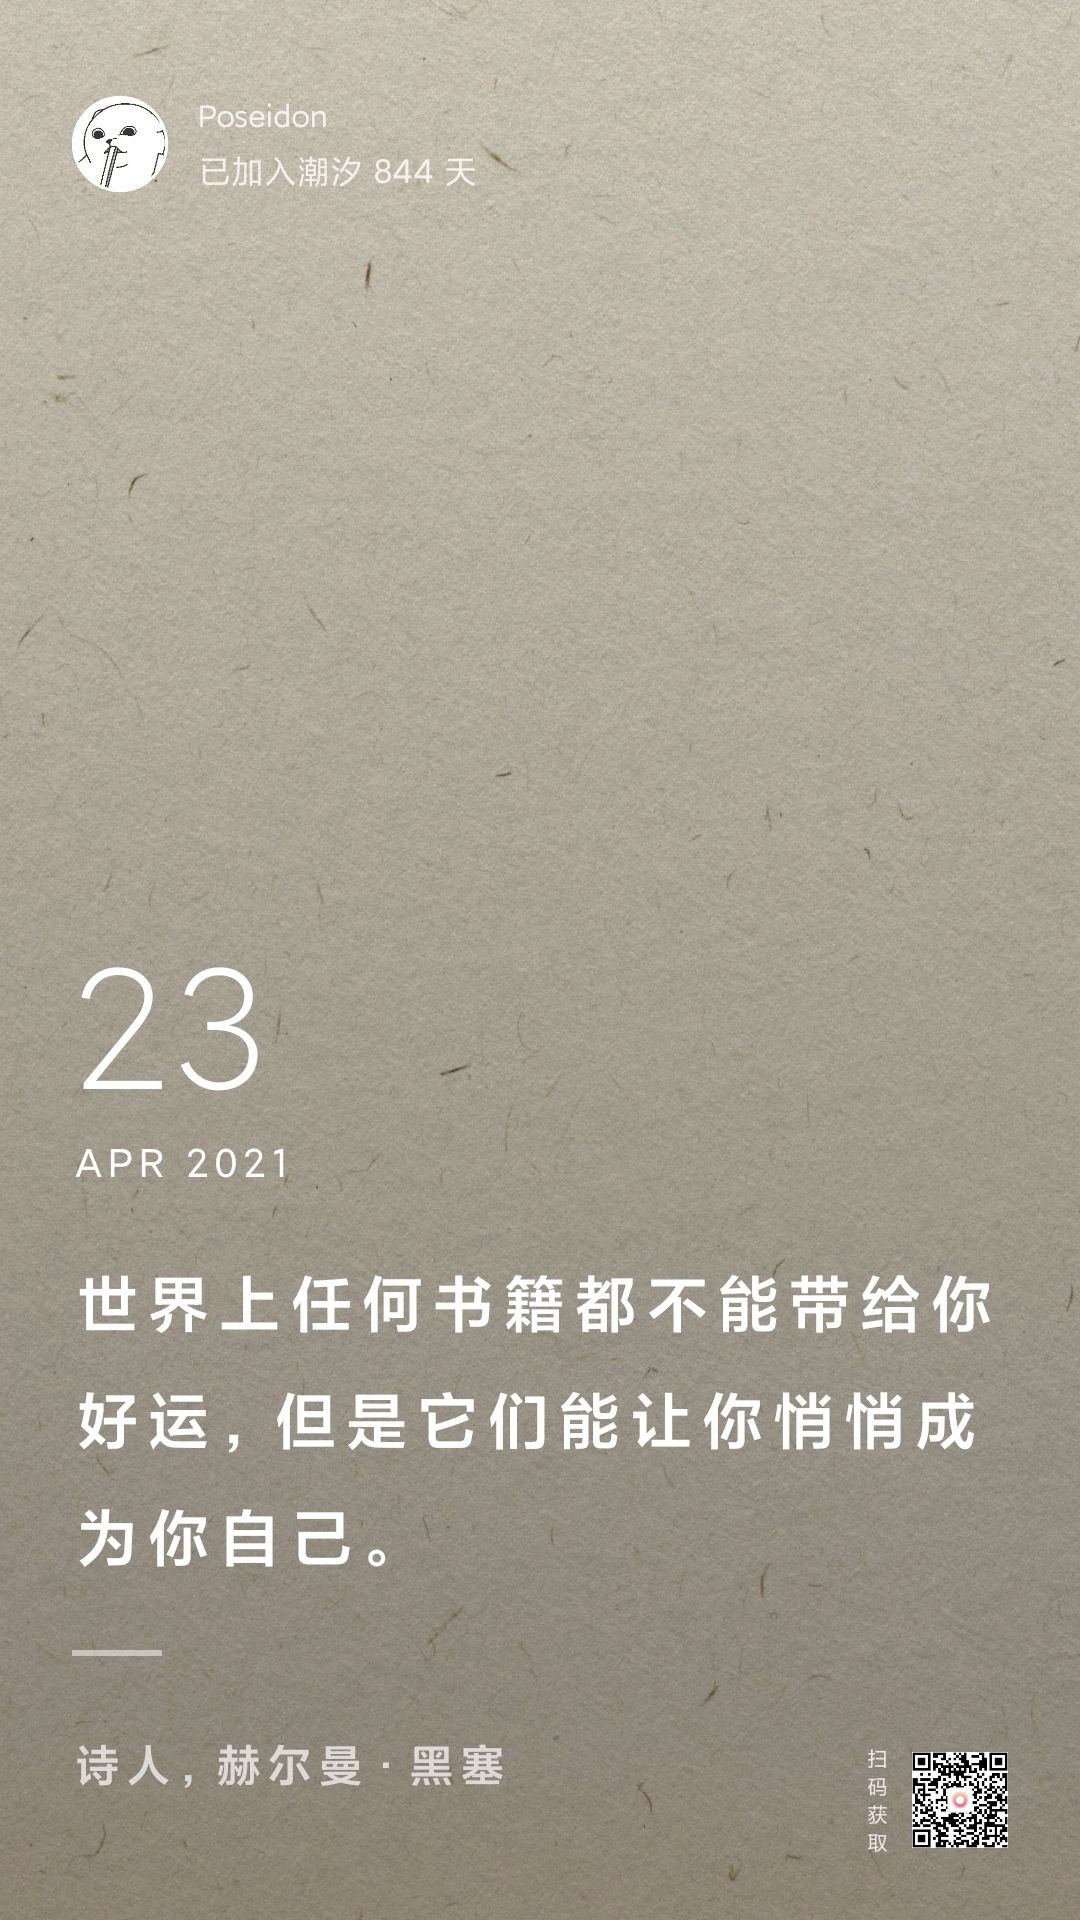 Poseidon
已加入潮汐 844 天
23
APR 2021
世界上任何书籍都不能带给你
好运，但是它们能让你悄悄成
为你自己。
诗人，赫尔曼·黑塞
扫码获取